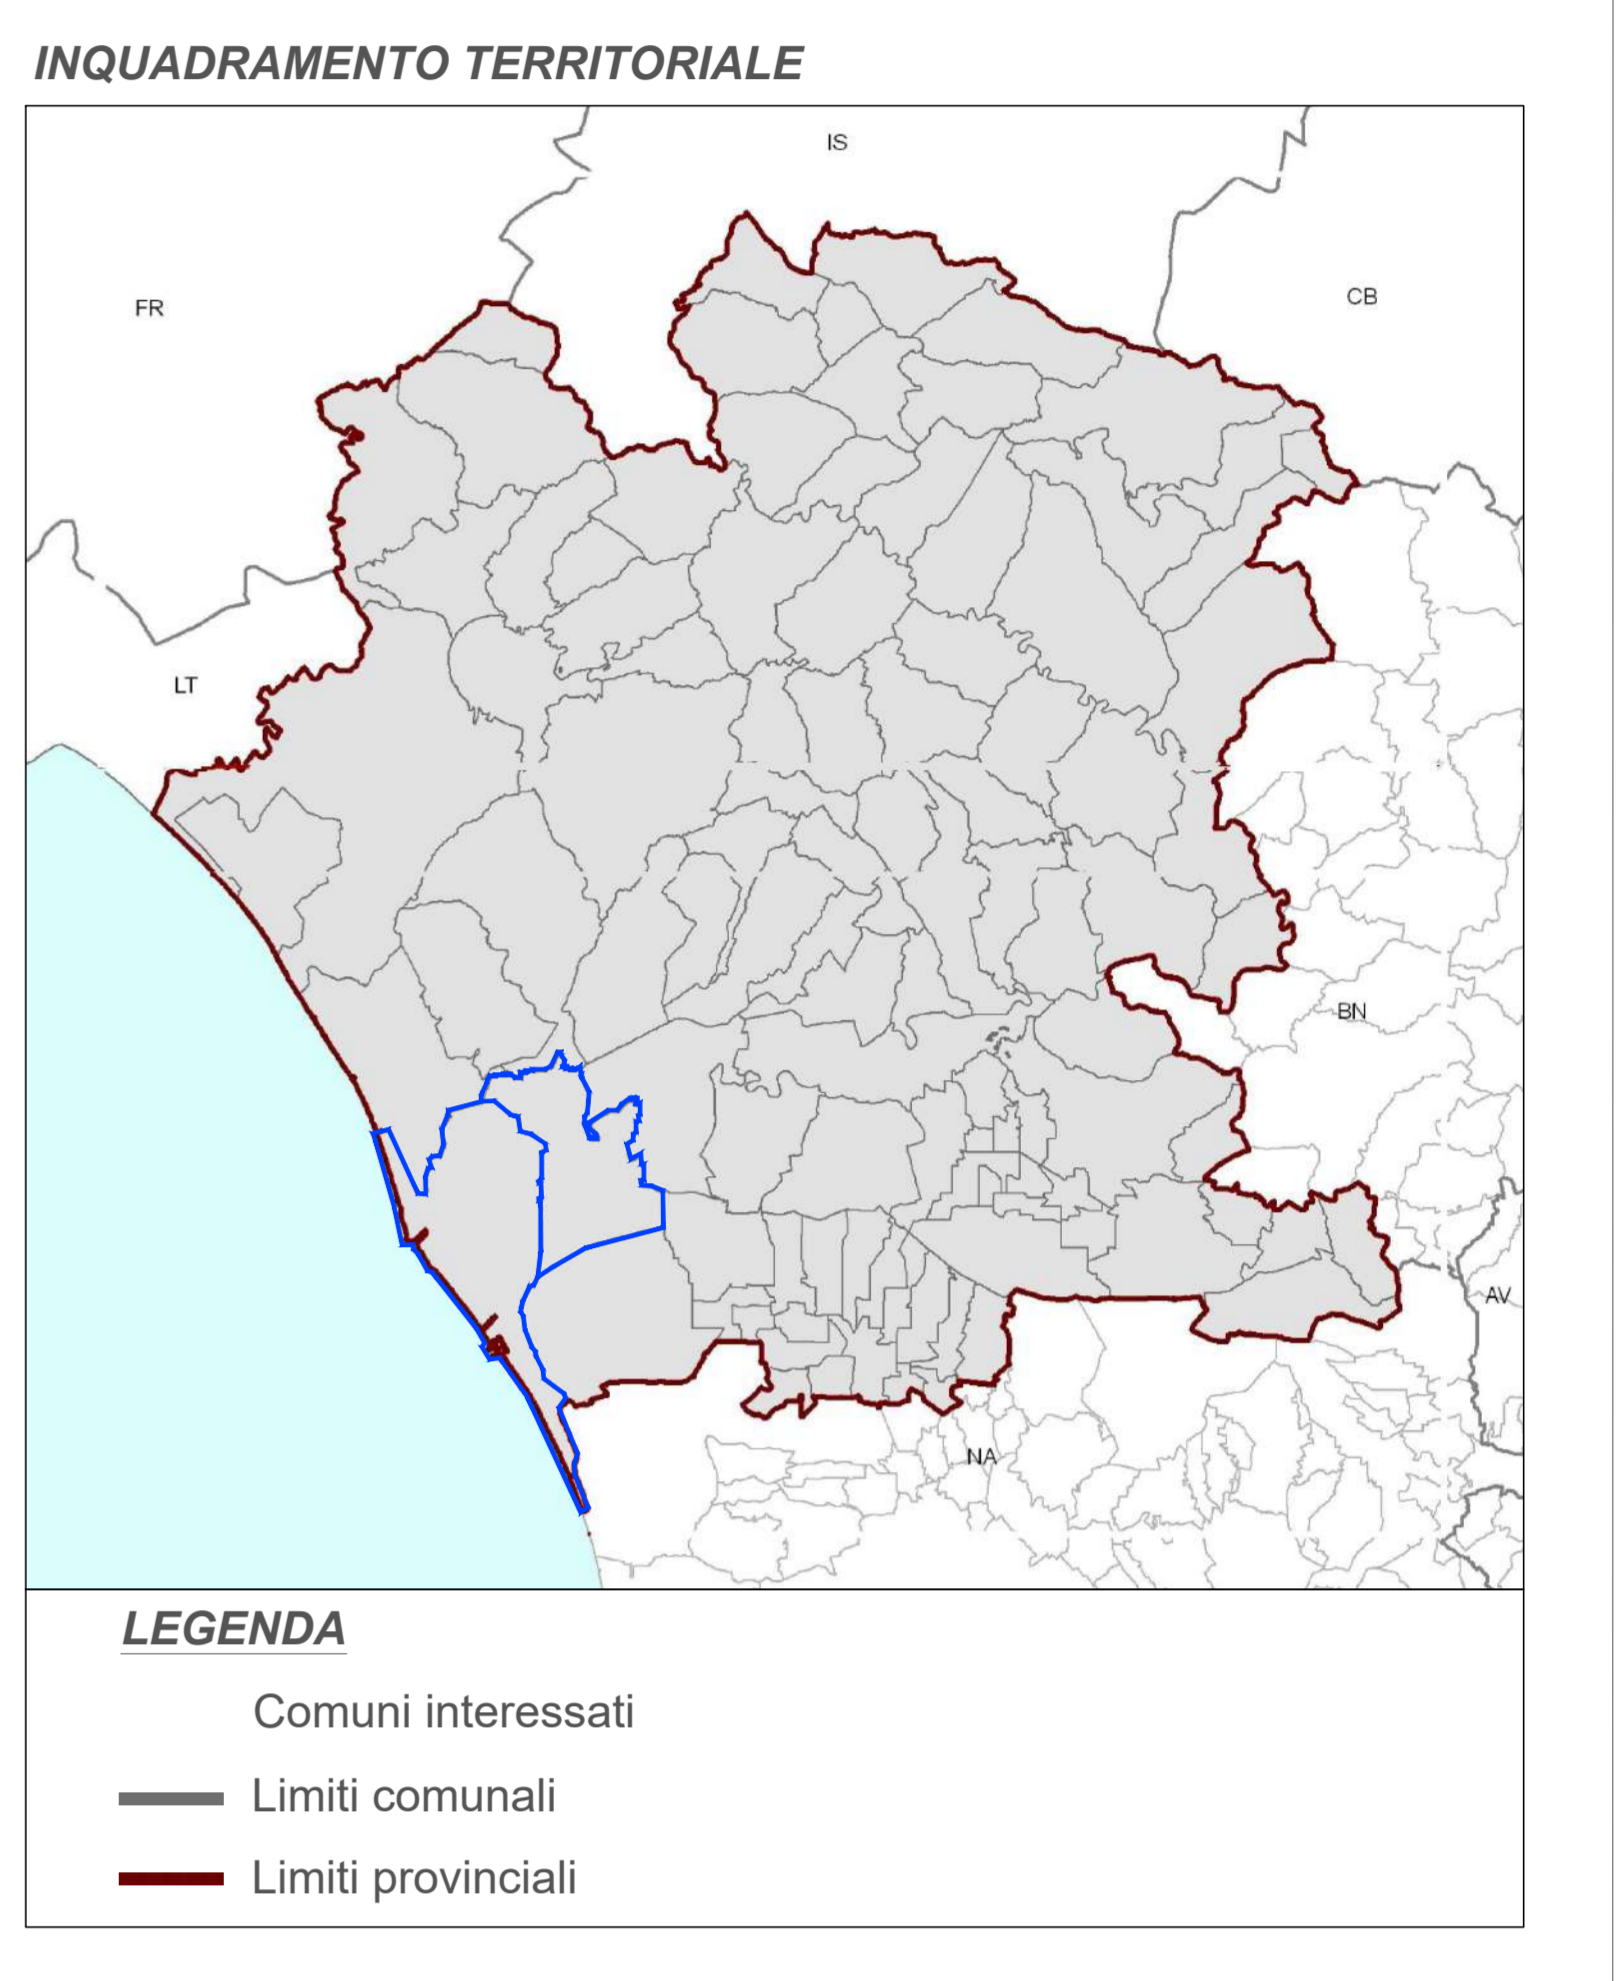 INQUADRAMENTO TERRITORIALE
IS
CB
FR
LT
BN
AV
NA
LEGENDA
Comuni interessati
Limiti comunali
Limiti provinciali